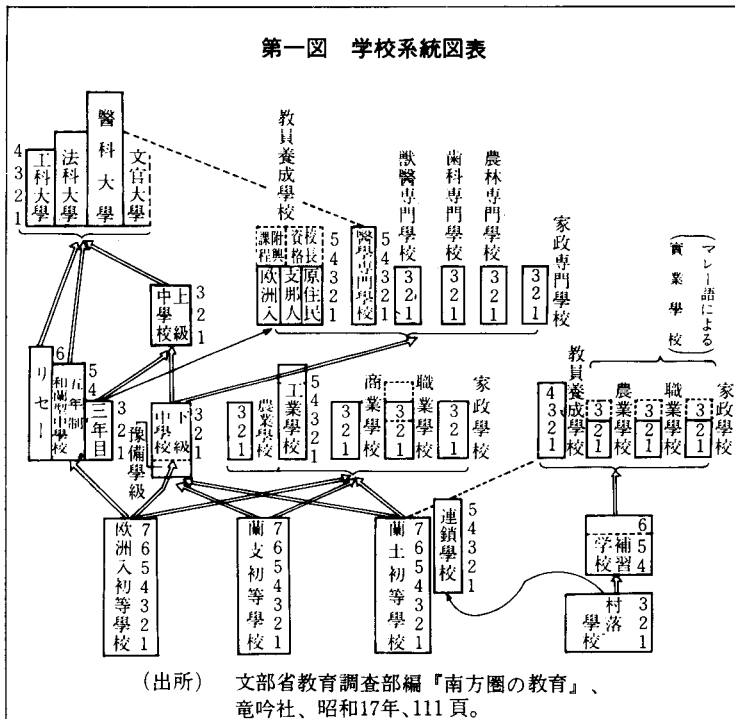 第一図　学校系統図表
4
3
2
1
工科大學
法科大學
醫科大學
文官大學
教員養成學校
課程
附興
資格
校長
欧洲人
支那人
原住民
5
4
3
2
1
醫學専門學校
5
4
3
2
1
獸醫専門學校
3
2
1
歯科専門學校
3
2
1
農林専門學校
3
2
1
家政専門學校
3
2
1
(マレー語による實業學校)
上級中學校
3
2
1
リセー
6
5
4
五年制和蘭型中學校
三年目
3
2
1
下級中學校
3
2
1
豫備學級
農業學校
3
2
1
工業學校
5
4
3
2
1
商業學校
3
2
1
職業學校
3
2
1
家政學校
3
2
1
教員養成學校
4
3
2
1
農業學校
3
2
1
3
2
1
職業學校
3
2
1
家政學校
3
2
1
欧洲人初等學校
7
6
5
4
3
2
1
蘭支初等學校
7
6
5
4
3
2
1
蘭土初等學校
7
6
5
4
3
2
1
連鎖學校
5
4
3
2
1
補習学校
6
5
4
村落學校
3
2
1
(出所)　文部省教育調査部編『南方圏の教育』、
竜吟社、昭和17年、111頁。